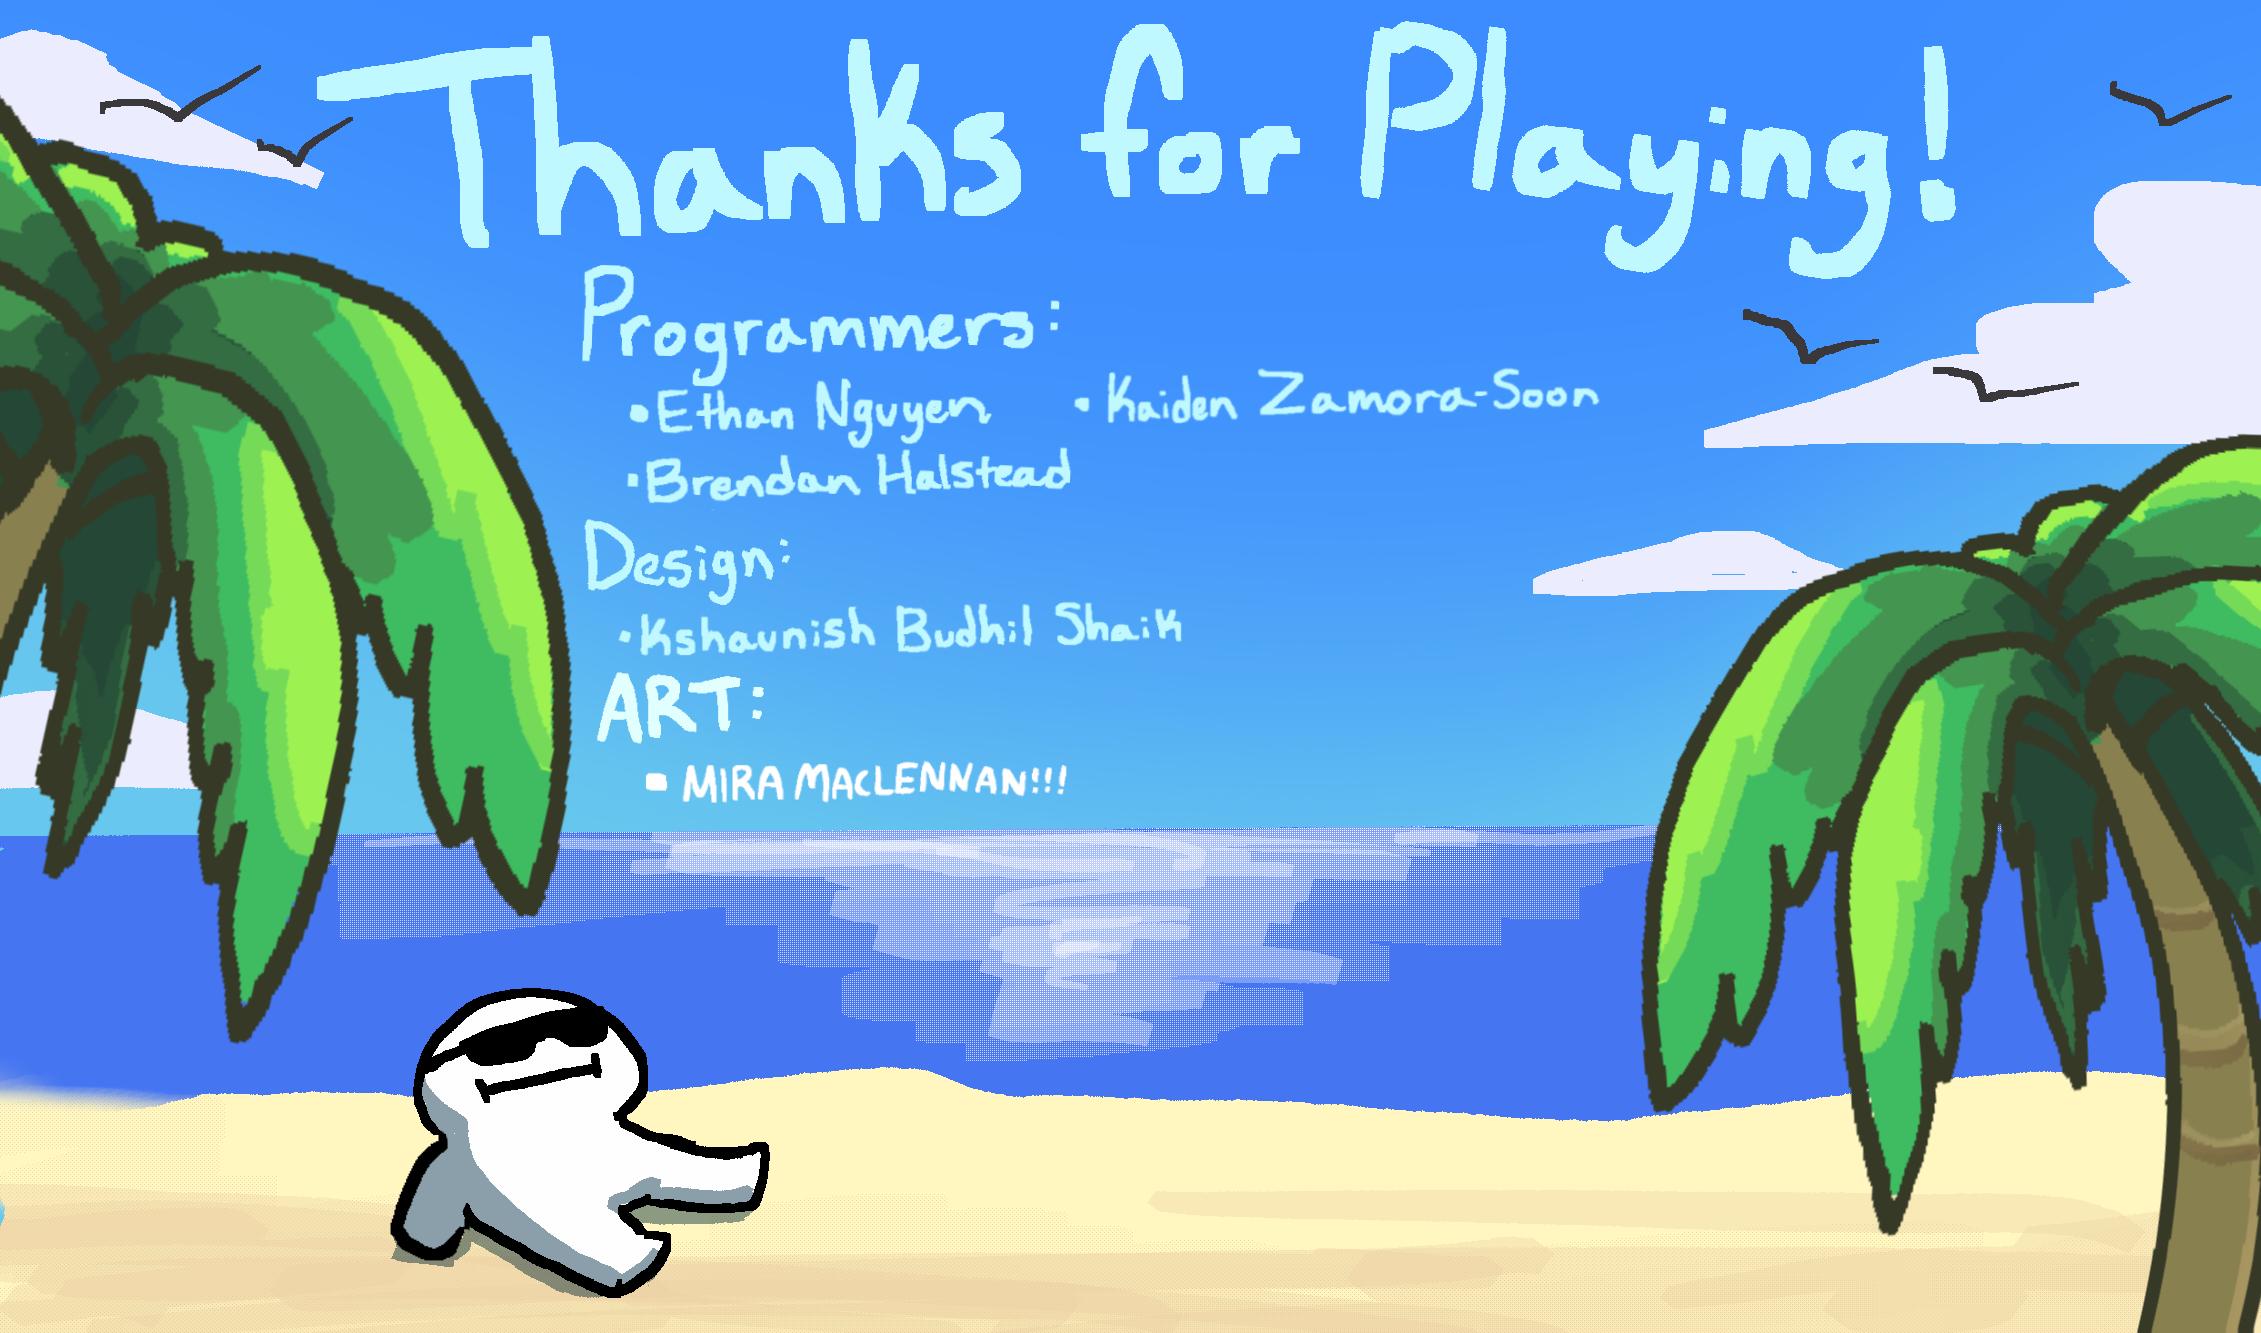 Thanks for Playing!
Programmers:
• Ethan Nguyen • Kaiden Zamora-Soon
• Brendan Halstead
Design:
• Kshaunish Budhil Shaik
ART:
• MIRA MACLENNAN!!!